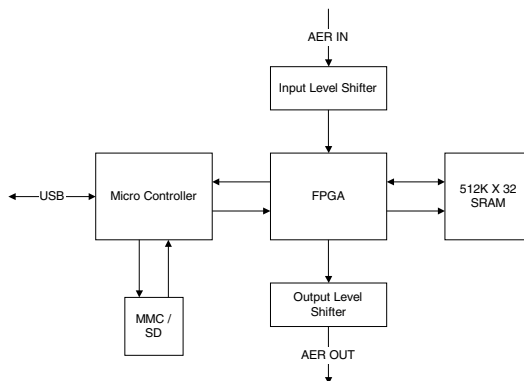 AER IN
Input Level Shifter
USB
Micro Controller
FPGA
512K X 32
SRAM
MMC /
SD
Output Level
Shifter
AER OUT